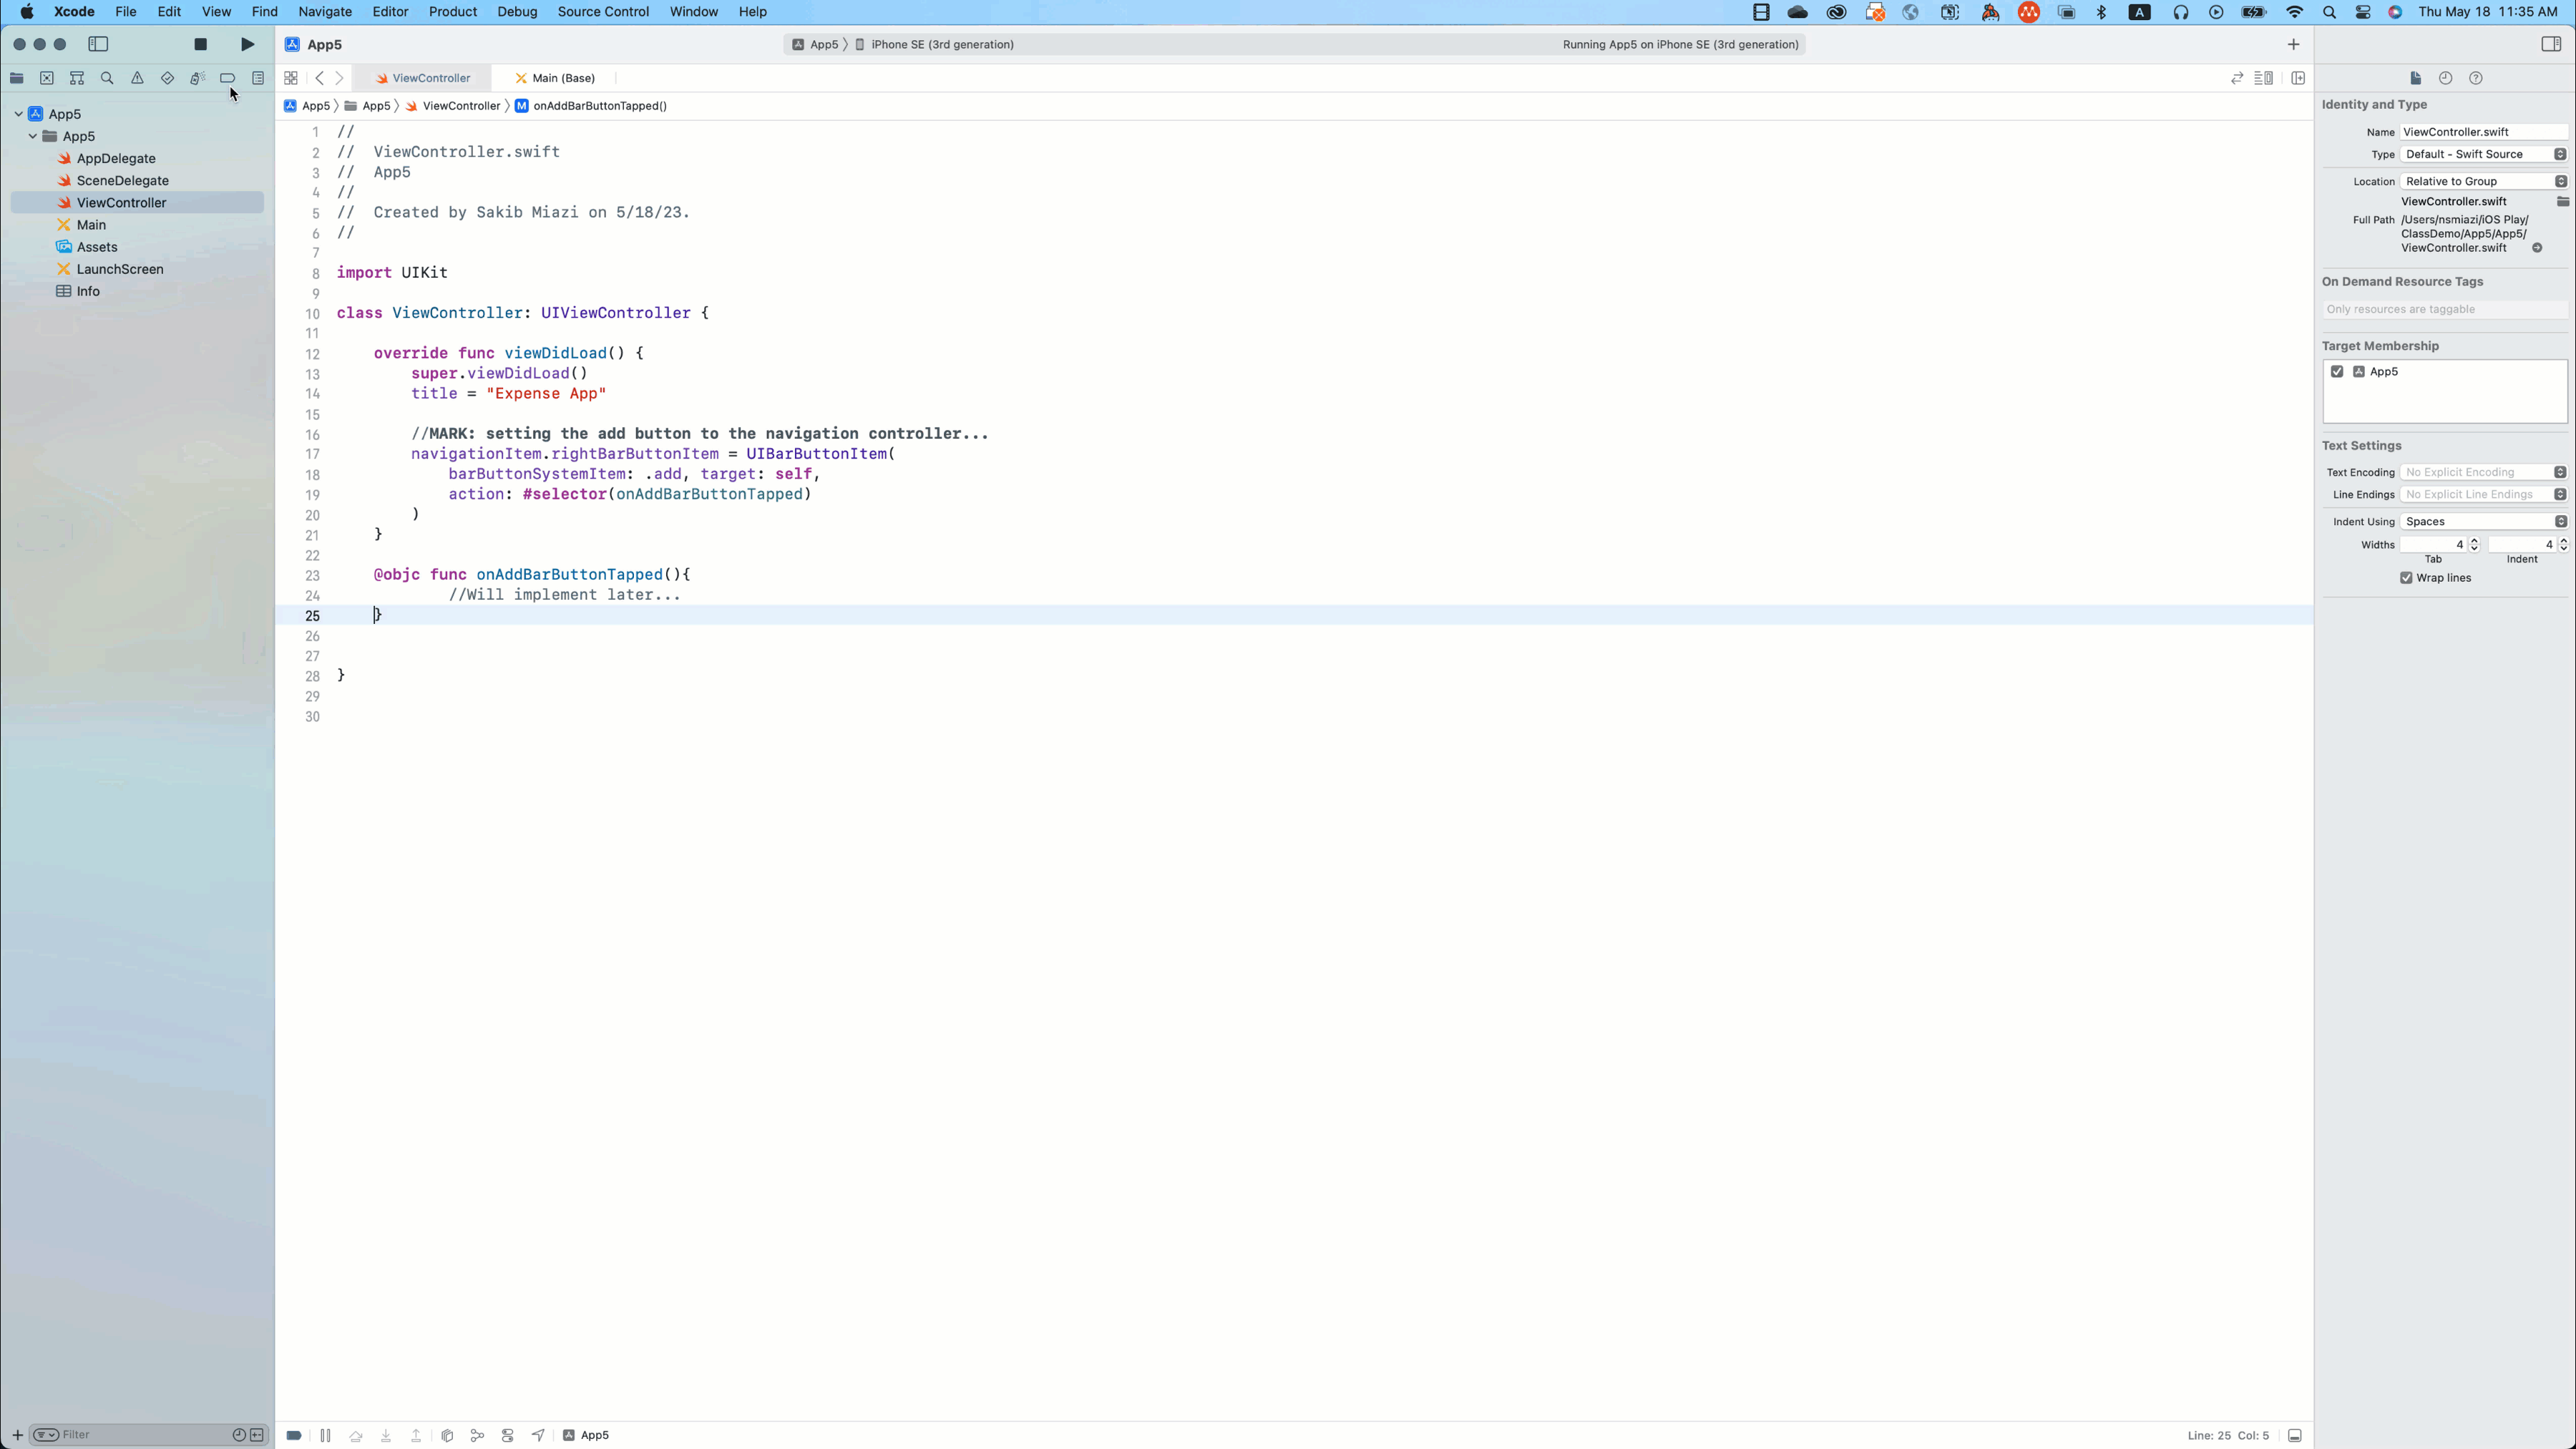 Xcode File Edit View Find Navigate Editor Product Debug Source Control Window Help A Thu May 18 11:35 AM
App5 App5 iPhone SE (3rd generation) Running App5 on iPhone SE (3rd generation)
ViewController Main (Base)
App5 App5 ViewController M onAddBarButtonTapped()
App5
App5
AppDelegate
SceneDelegate
ViewController
Main
Assets
LaunchScreen
Info
1 //
2 // ViewController.swift
3 // App5
4 //
5 // Created by Sakib Miazi on 5/18/23.
6 //
7
8 import UIKit
9
10 class ViewController: UIViewController {
11
12 override func viewDidLoad() {
13 super.viewDidLoad()
14 title = "Expense App"
15
16 //MARK: setting the add button to the navigation controller...
17 navigationItem.rightBarButtonItem = UIBarButtonItem(
18 barButtonSystemItem: .add, target: self,
19 action: #selector(onAddBarButtonTapped)
20 )
21 }
22
23 @objc func onAddBarButtonTapped(){
24 //Will implement later...
25 }
26
27
28 }
29
30
Identity and Type
Name ViewController.swift
Type Default - Swift Source
Location Relative to Group
ViewController.swift
Full Path /Users/nsmiazi/iOS Play/
ClassDemo/App5/App5/
ViewController.swift
On Demand Resource Tags
Only resources are taggable
Target Membership
App5
Text Settings
Text Encoding No Explicit Encoding
Line Endings No Explicit Line Endings
Indent Using Spaces
Widths 4 4
Tab Indent
Wrap lines
Filter
App5
Line: 25 Col: 5